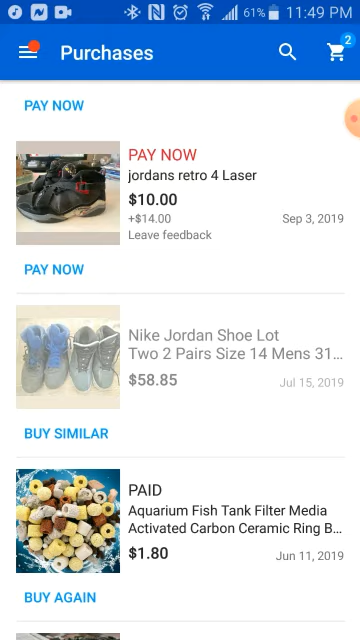 61% 11:49 PM
Purchases
2
PAY NOW
PAY NOW
jordans retro 4 Laser
$10.00
+$14.00
Sep 3, 2019
Leave feedback
PAY NOW
Nike Jordan Shoe Lot
Two 2 Pairs Size 14 Mens 31...
$58.85
Jul 15, 2019
BUY SIMILAR
PAID
Aquarium Fish Tank Filter Media
Activated Carbon Ceramic Ring B...
$1.80
Jun 11, 2019
BUY AGAIN